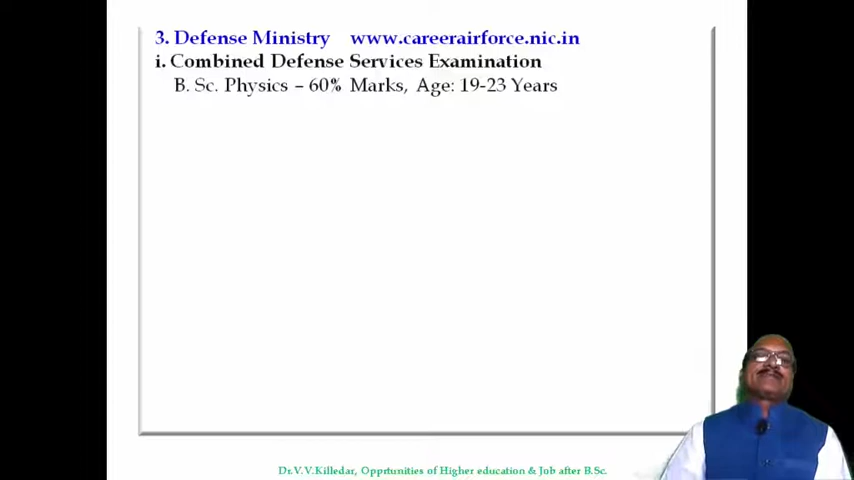 3. Defense Ministry www.careerairforce.nic.in
i. Combined Defense Services Examination
B. Sc. Physics – 60% Marks, Age: 19-23 Years
Dr.V.V.Killedar, Opprtunities of Higher education & Job after B.Sc.